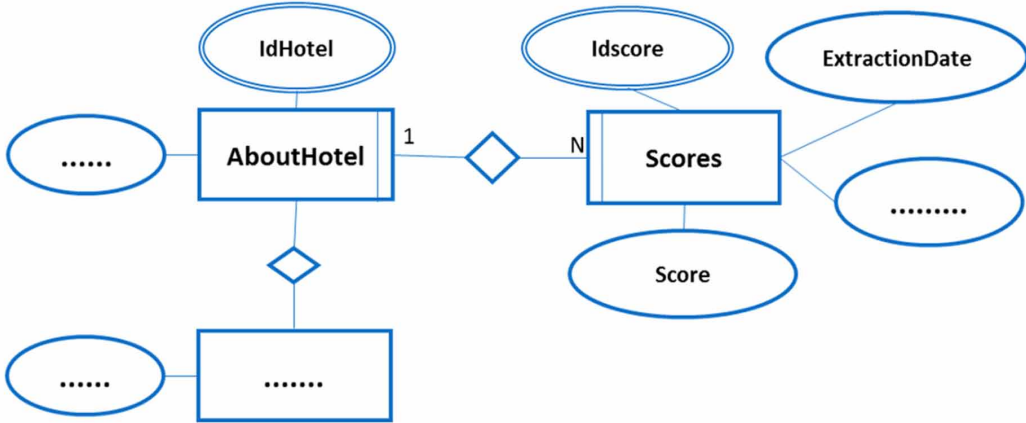 IdHotel
Idscore
ExtractionDate
......
AboutHotel
1
N
Scores
.........
Score
......
.......